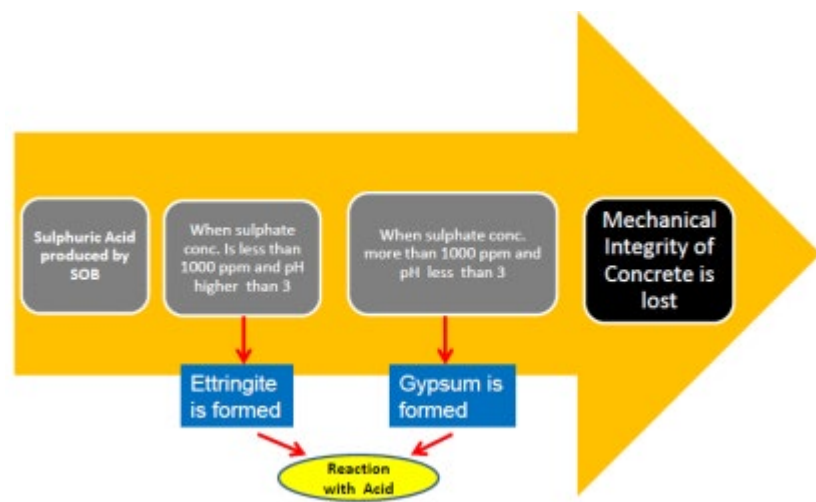 Sulphuric Acid
produced by
SOB
When sulphate
conc. Is less than
1000 ppm and pH
higher than 3
When sulphate conc.
more than 1000 ppm and
pH less than 3
Mechanical
Integrity of
Concrete is
lost
Ettringite
is formed
Gypsum is
formed
Reaction
with Acid